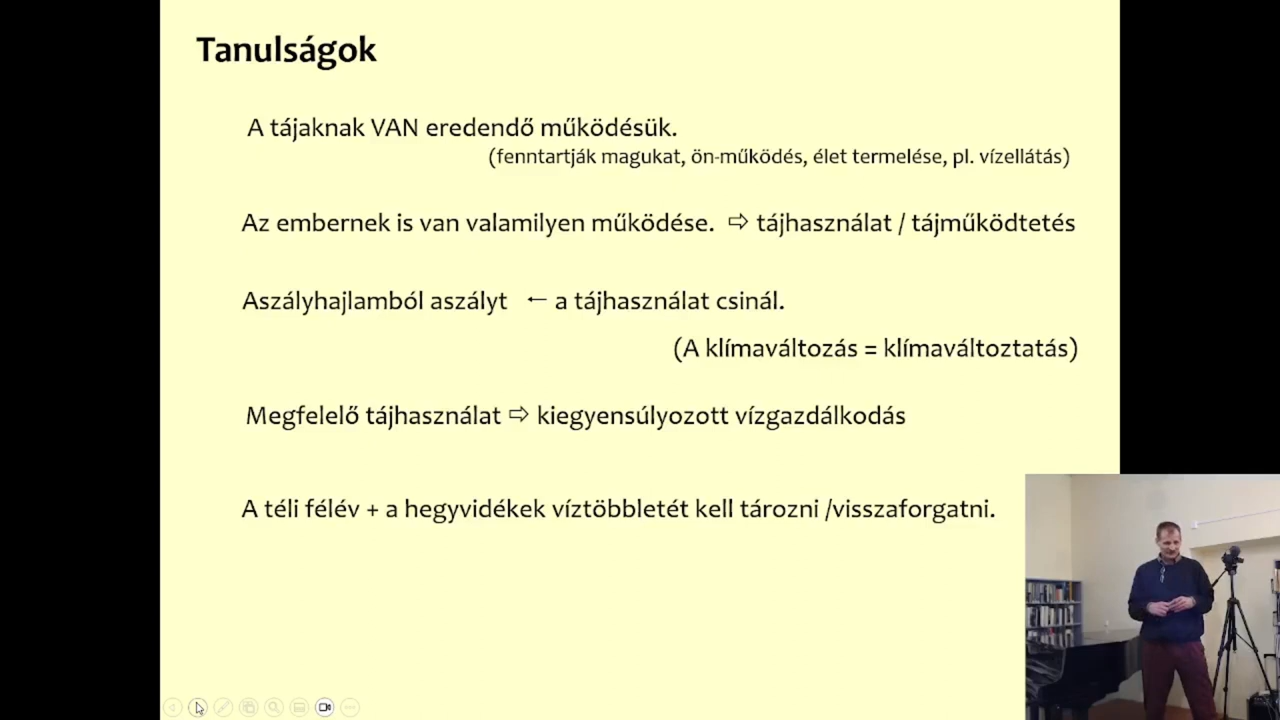 Tanulságok
A tájaknak VAN eredendő működésük.
(fenntartják magukat, ön-működés, élet termelése, pl. vízellátás)
Az embernek is van valamilyen működése. ⇨ tájhasználat / tájműködtetés
Aszályhajlamból aszályt ← a tájhasználat csinál.
(A klímaváltozás = klímaváltoztatás)
Megfelelő tájhasználat ⇨ kiegyensúlyozott vízgazdálkodás
A téli félév + a hegyvidékek víztöbbletét kell tározni /visszaforgatni.